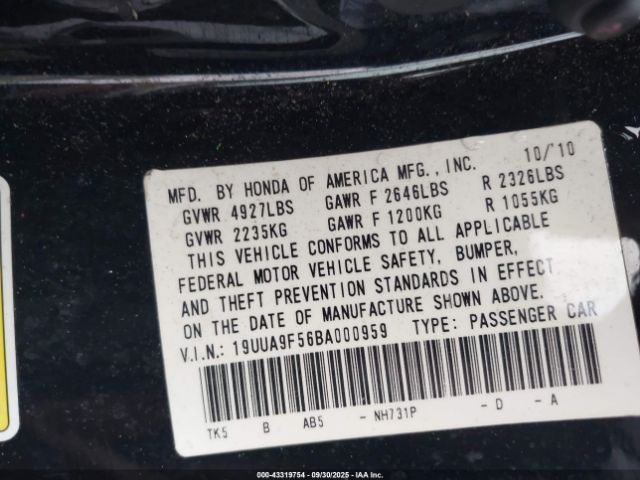 MFD. BY HONDA OF AMERICA MFG., INC. 10/'10
GVWR 4927LBS GAWR F 2646LBS R 2326LBS
GVWR 2235KG GAWR F 1200KG R 1055KG
THIS VEHICLE CONFORMS TO ALL APPLICABLE
FEDERAL MOTOR VEHICLE SAFETY, BUMPER,
AND THEFT PREVENTION STANDARDS IN EFFECT
ON THE DATE OF MANUFACTURE SHOWN ABOVE.
V.I.N.: 19UUA9F56BA000959 TYPE: PASSENGER CAR
TK5 B AB5 - NH731P - D - A
000-43319754 | 09/30/2025 | IAA Inc.